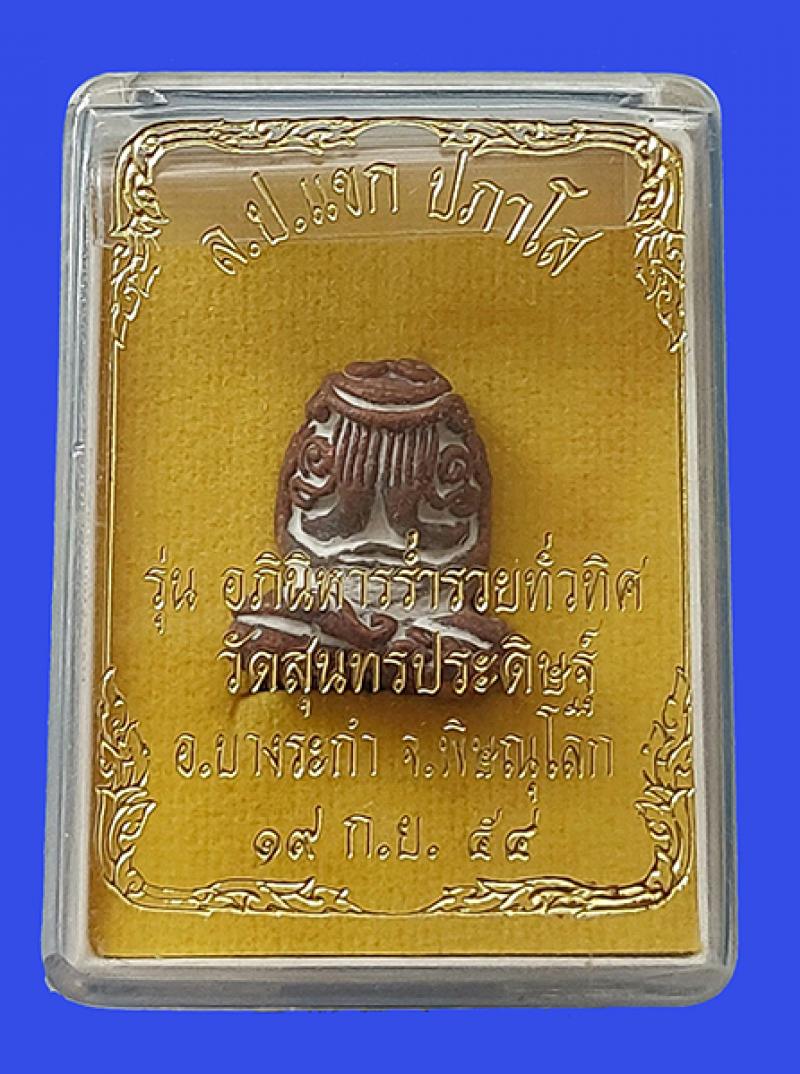 ล.ป.แขก ปภาโส
รุ่น อภินิหารร่ำรวยทั่วทิศ
วัดสุนทรประดิษฐ์
อ.บางระกำ จ.พิษณุโลก
๑๙ ก.ย. ๕๔